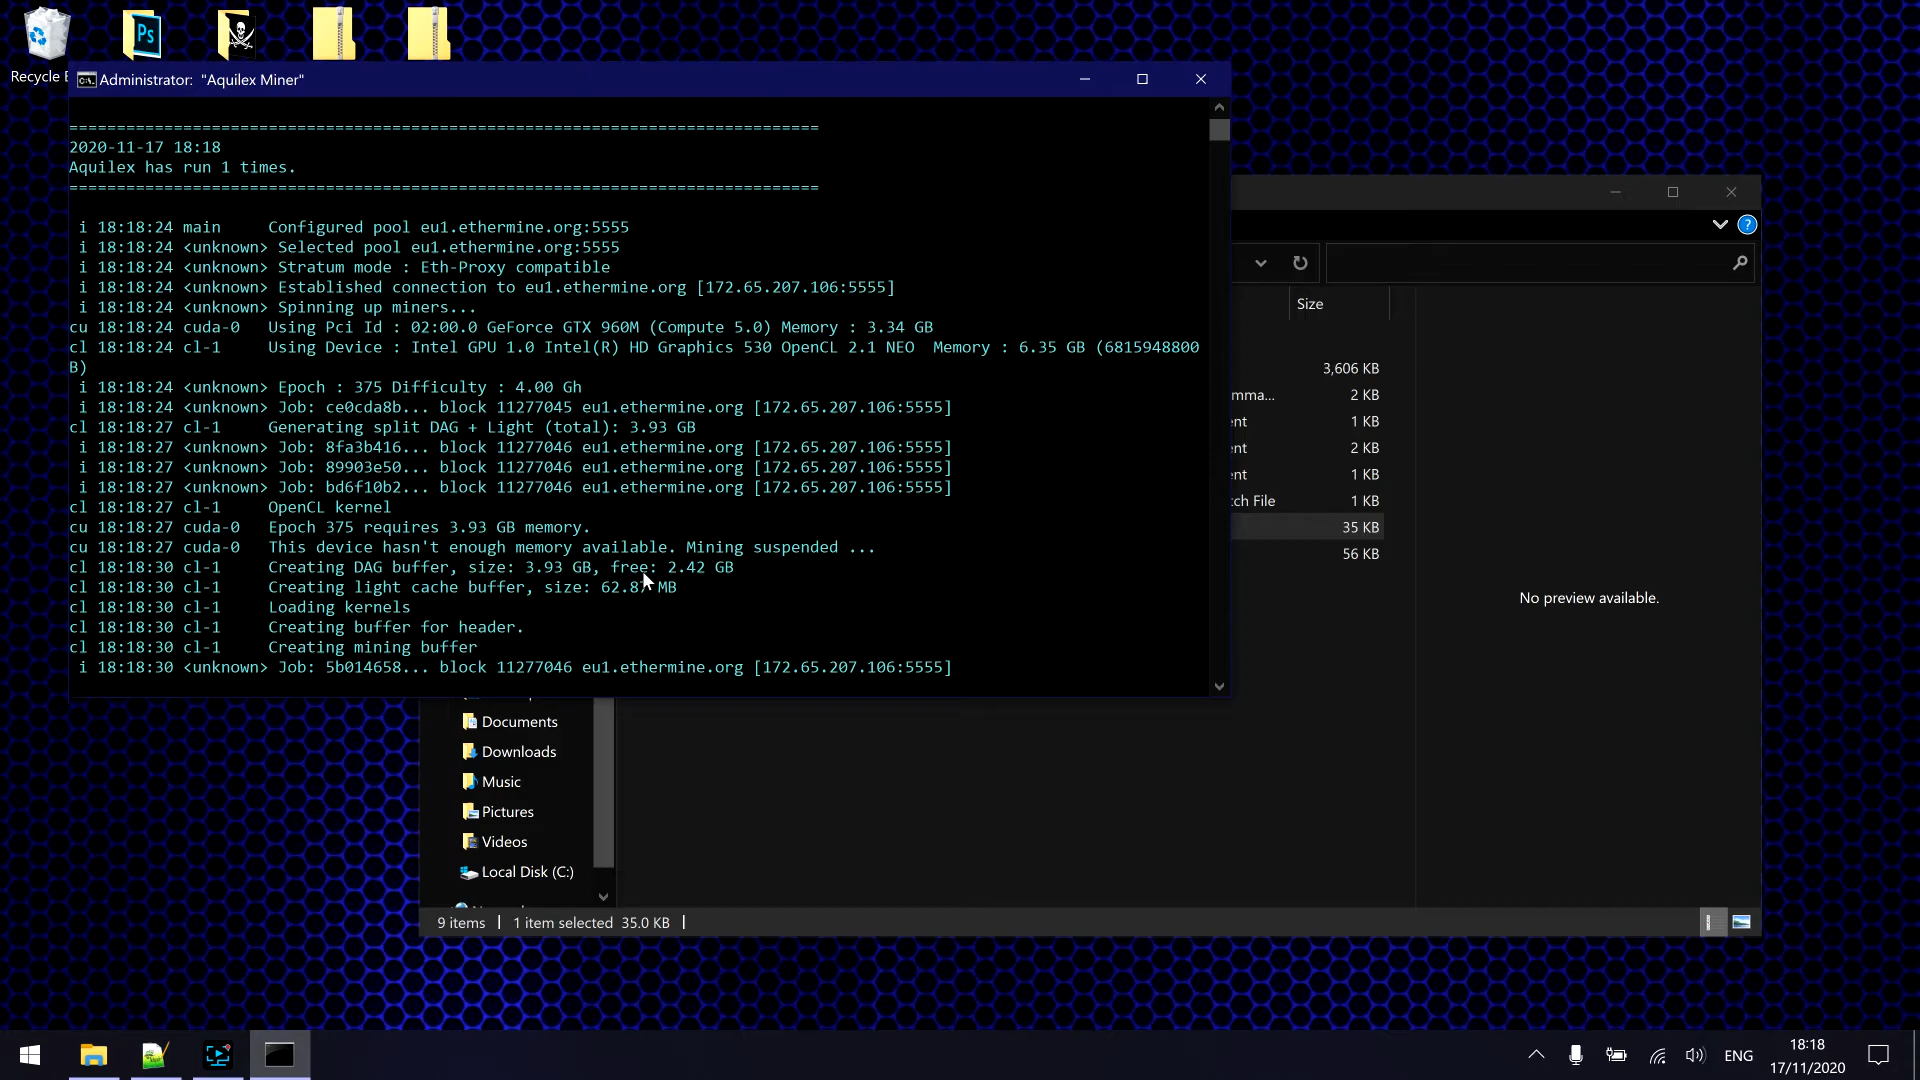 Ps
Recycle
Administrator:  "Aquilex Miner"
===============================================================================
2020-11-17 18:18
Aquilex has run 1 times.
===============================================================================
i 18:18:24 main     Configured pool eu1.ethermine.org:5555
i 18:18:24 <unknown> Selected pool eu1.ethermine.org:5555
i 18:18:24 <unknown> Stratum mode : Eth-Proxy compatible
i 18:18:24 <unknown> Established connection to eu1.ethermine.org [172.65.207.106:5555]
i 18:18:24 <unknown> Spinning up miners...
cu 18:18:24 cuda-0   Using Pci Id : 02:00.0 GeForce GTX 960M (Compute 5.0) Memory : 3.34 GB
cl 18:18:24 cl-1     Using Device : Intel GPU 1.0 Intel(R) HD Graphics 530 OpenCL 2.1 NEO  Memory : 6.35 GB (6815948800
B)
i 18:18:24 <unknown> Epoch : 375 Difficulty : 4.00 Gh
i 18:18:24 <unknown> Job: ce0cda8b... block 11277045 eu1.ethermine.org [172.65.207.106:5555]
cl 18:18:27 cl-1     Generating split DAG + Light (total): 3.93 GB
i 18:18:27 <unknown> Job: 8fa3b416... block 11277046 eu1.ethermine.org [172.65.207.106:5555]
i 18:18:27 <unknown> Job: 89903e50... block 11277046 eu1.ethermine.org [172.65.207.106:5555]
i 18:18:27 <unknown> Job: bd6f10b2... block 11277046 eu1.ethermine.org [172.65.207.106:5555]
cl 18:18:27 cl-1     OpenCL kernel
cu 18:18:27 cuda-0   Epoch 375 requires 3.93 GB memory.
cu 18:18:27 cuda-0   This device hasn't enough memory available. Mining suspended ...
cl 18:18:30 cl-1     Creating DAG buffer, size: 3.93 GB, free: 2.42 GB
cl 18:18:30 cl-1     Creating light cache buffer, size: 62.87 MB
cl 18:18:30 cl-1     Loading kernels
cl 18:18:30 cl-1     Creating buffer for header.
cl 18:18:30 cl-1     Creating mining buffer
i 18:18:30 <unknown> Job: 5b014658... block 11277046 eu1.ethermine.org [172.65.207.106:5555]
Size
3,606 KB
mma... 2 KB
ent 1 KB
ent 2 KB
ent 1 KB
tch File 1 KB
35 KB
56 KB
No preview available.
Documents
Downloads
Music
Pictures
Videos
Local Disk (C:)
9 items
1 item selected  35.0 KB
ENG
18:18
17/11/2020